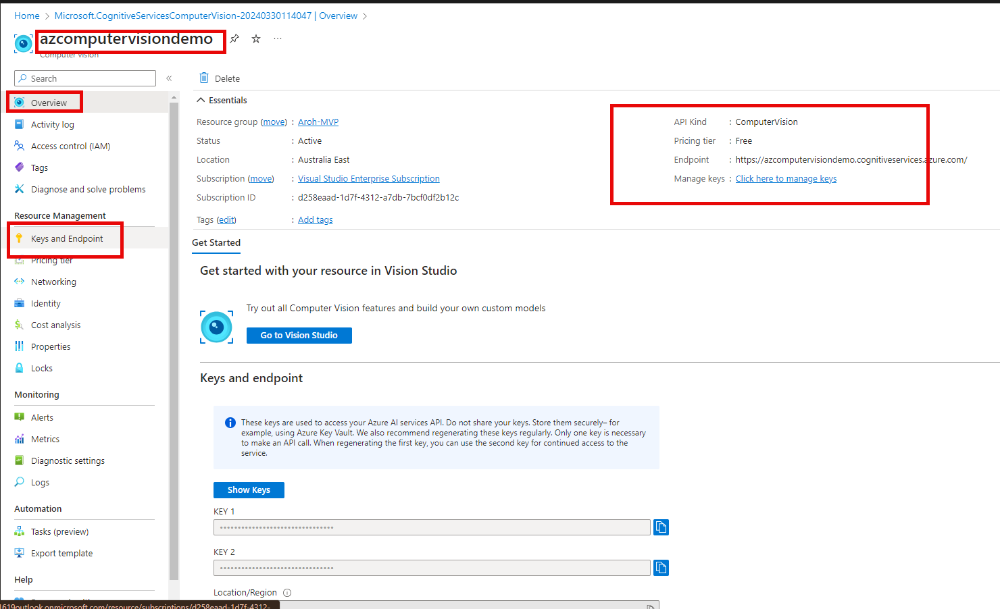 Home > Microsoft.CognitiveServicesComputerVision-20240330114047 | Overview >
azcomputervisiondemo
Computer vision
Search
«
Overview
Activity log
Access control (IAM)
Tags
Diagnose and solve problems
Resource Management
Keys and Endpoint
Pricing tier
Networking
Identity
Cost analysis
Properties
Locks
Monitoring
Alerts
Metrics
Diagnostic settings
Logs
Automation
Tasks (preview)
Export template
Help
Delete
Essentials
Resource group (move) : Aroh-MVP
Status : Active
Location : Australia East
Subscription (move) : Visual Studio Enterprise Subscription
Subscription ID : d258eaad-1d7f-4312-a7db-7bcf0df2b12c
Tags (edit) : Add tags
API Kind : ComputerVision
Pricing tier : Free
Endpoint : https://azcomputervisiondemo.cognitiveservices.azure.com/
Manage keys : Click here to manage keys
Get Started
Get started with your resource in Vision Studio
Try out all Computer Vision features and build your own custom models
Go to Vision Studio
Keys and endpoint
These keys are used to access your Azure AI services API. Do not share your keys. Store them securely– for
example, using Azure Key Vault. We also recommend regenerating these keys regularly. Only one key is necessary
to make an API call. When regenerating the first key, you can use the second key for continued access to the
service.
Show Keys
KEY 1
••••••••••••••••••••••••••••••••
KEY 2
••••••••••••••••••••••••••••••••
Location/Region
1619outlook.onmicrosoft.com/resource/subscriptions/d258eaad-1d7f-4312-